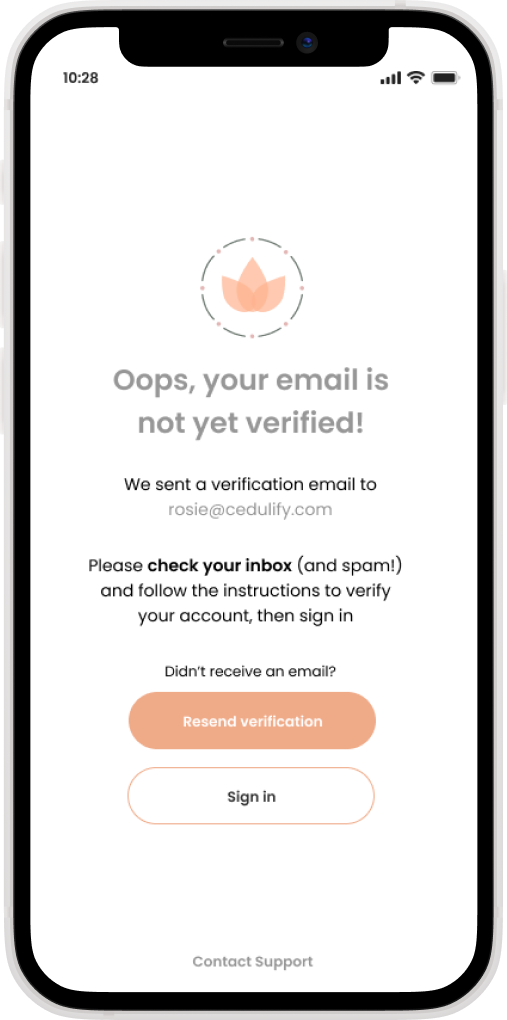 10:28
Oops, your email is
not yet verified!
We sent a verification email to
rosie@cedulify.com
Please check your inbox (and spam!)
and follow the instructions to verify
your account, then sign in
Didn't receive an email?
Resend verification
Sign in
Contact Support